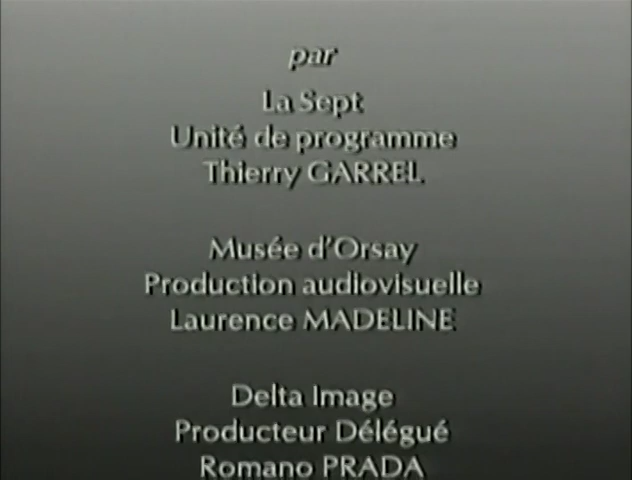 par
La Sept
Unité de programme
Thierry GARREL
Musée d'Orsay
Production audiovisuelle
Laurence MADELINE
Delta Image
Producteur Délégué
Romano PRADA